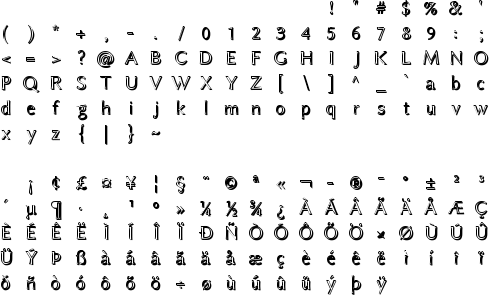 ! " # $ % & '
( ) * + , - . / 0 1 2 3 4 5 6 7 8 9 : ;
< = > ? @ A B C D E F G H I J K L M N O
P Q R S T U V W X Y Z [ \ ] ^ _ ` a b c
d e f g h i j k l m n o p q r s t u v w
x y z { | } ~
¡ ¢ £ ¤ ¥ ¦ § ¨ © ª « ¬ - ® ¯ ° ± ² ³
´ µ ¶ · ¸ ¹ º » ¼ ½ ¾ ¿ À Á Â Ã Ä Å Æ Ç
È É Ê Ë Ì Í Î Ï Ð Ñ Ò Ó Ô Õ Ö × Ø Ù Ú Û
Ü Ý Þ ß à á â ã ä å æ ç è é ê ë ì í î ï
ð ñ ò ó ô õ ö ÷ ø ù ú û ü ý þ ÿ